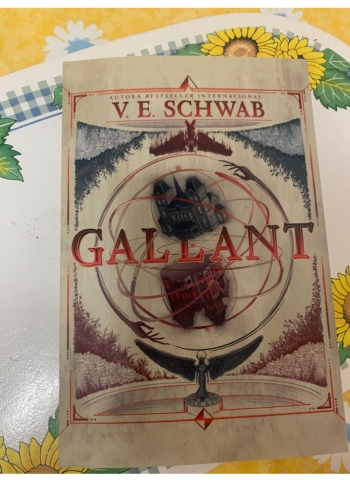 AUTORA BESTSELLER INTERNACIONAL
V. E. SCHWAB
GALLANT